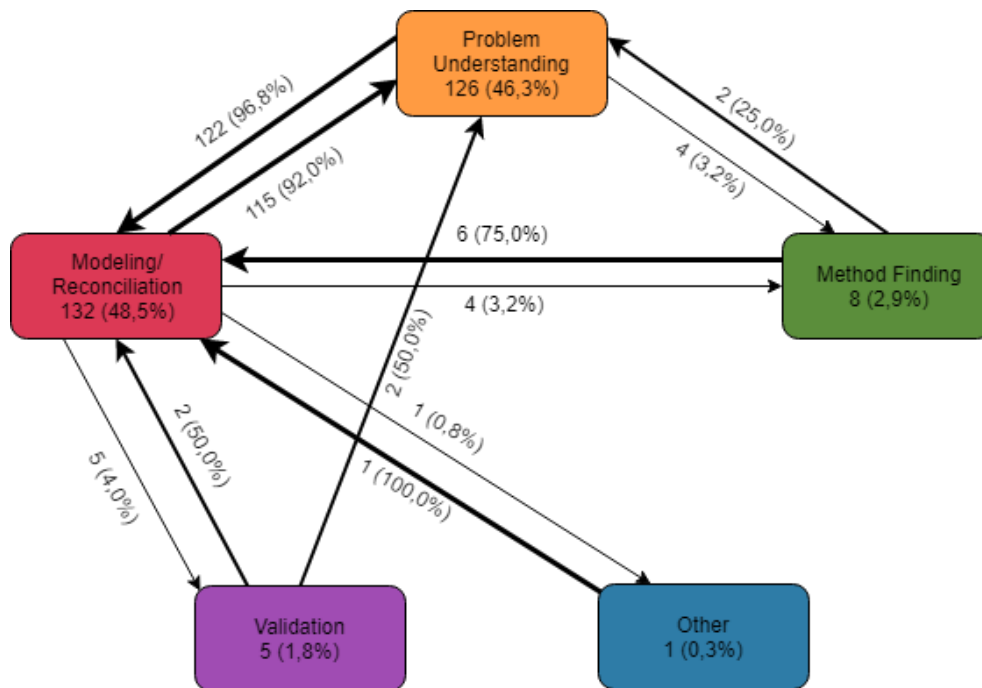 Problem
Understanding
126 (46,3%)
122 (96,8%)
115 (92,0%)
2 (25,0%)
4 (3,2%)
Modeling/
Reconciliation
132 (48,5%)
6 (75,0%)
4 (3,2%)
Method Finding
8 (2,9%)
2 (50,0%)
1 (0,8%)
2 (50,0%)
5 (4,0%)
1 (100,0%)
Validation
5 (1,8%)
Other
1 (0,3%)